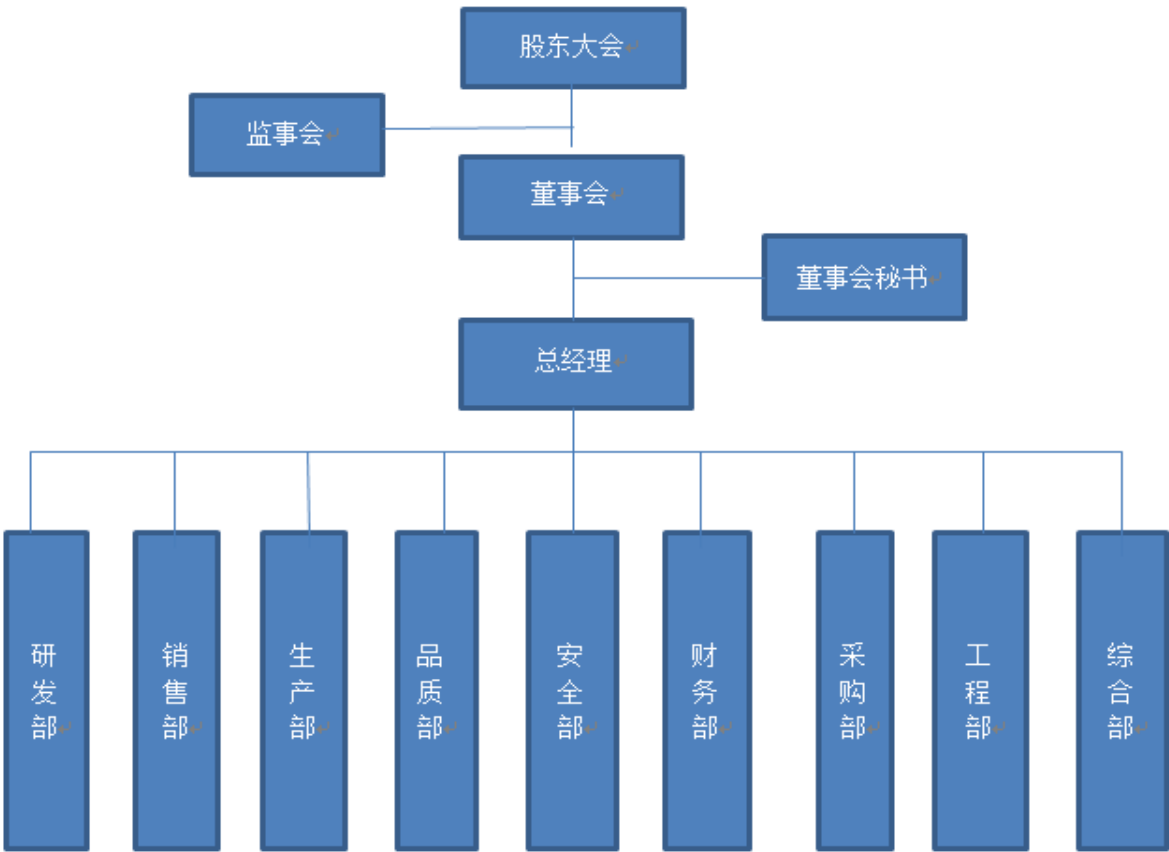 股东大会
监事会
董事会
董事会秘书
总经理
研发部
销售部
生产部
品质部
安全部
财务部
采购部
工程部
综合部